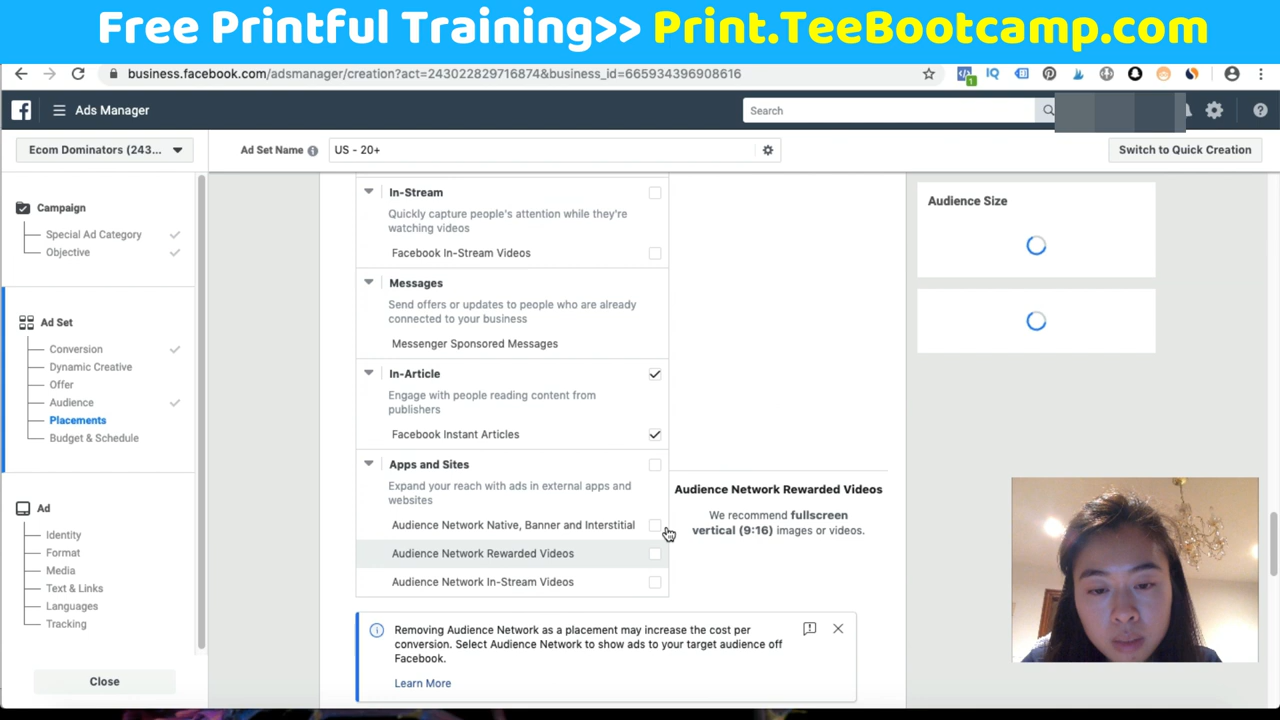 Free Printful Training>> Print.TeeBootcamp.com
business.facebook.com/adsmanager/creation?act=243022829716874&business_id=665934396908616
IQ
1
Ads Manager
Search
Ecom Dominators (243...
Ad Set Name
US - 20+
Switch to Quick Creation
Campaign
Special Ad Category
Objective
Ad Set
Conversion
Dynamic Creative
Offer
Audience
Placements
Budget & Schedule
Ad
Identity
Format
Media
Text & Links
Languages
Tracking
Close
In-Stream
Quickly capture people's attention while they're
watching videos
Facebook In-Stream Videos
Messages
Send offers or updates to people who are already
connected to your business
Messenger Sponsored Messages
In-Article
Engage with people reading content from
publishers
Facebook Instant Articles
Apps and Sites
Expand your reach with ads in external apps and
websites
Audience Network Native, Banner and Interstitial
Audience Network Rewarded Videos
Audience Network In-Stream Videos
Audience Network Rewarded Videos
We recommend fullscreen
vertical (9:16) images or videos.
Removing Audience Network as a placement may increase the cost per
conversion. Select Audience Network to show ads to your target audience off
Facebook.
Learn More
Audience Size